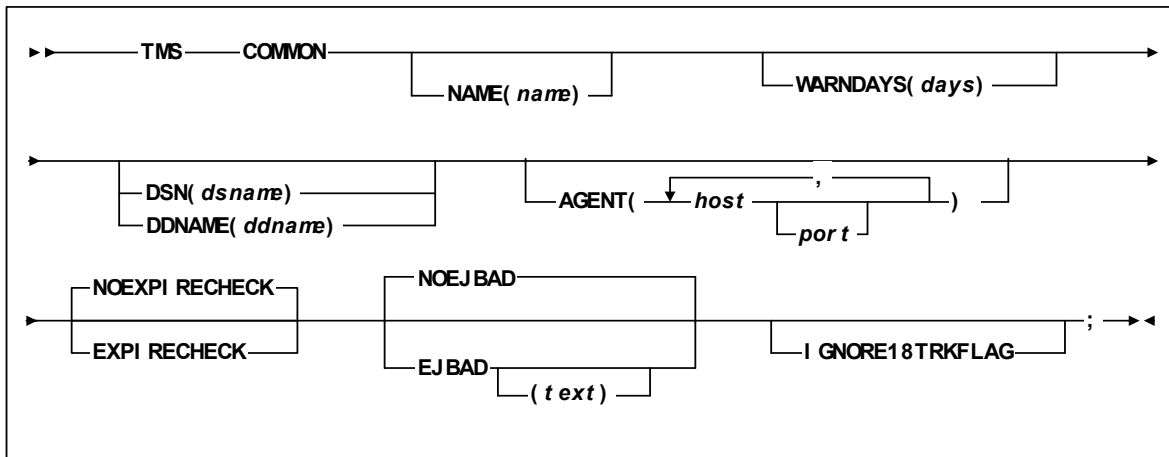 TMS COMMON
NAME( name)
WARNDAYS( days)
DSN( dsname)
DDNAME( ddname)
,
AGENT( host )
port
NOEXPIRECHECK
EXPIRECHECK
NOEJBAD
EJBAD
( text)
IGNORE18TRKFLAG
;